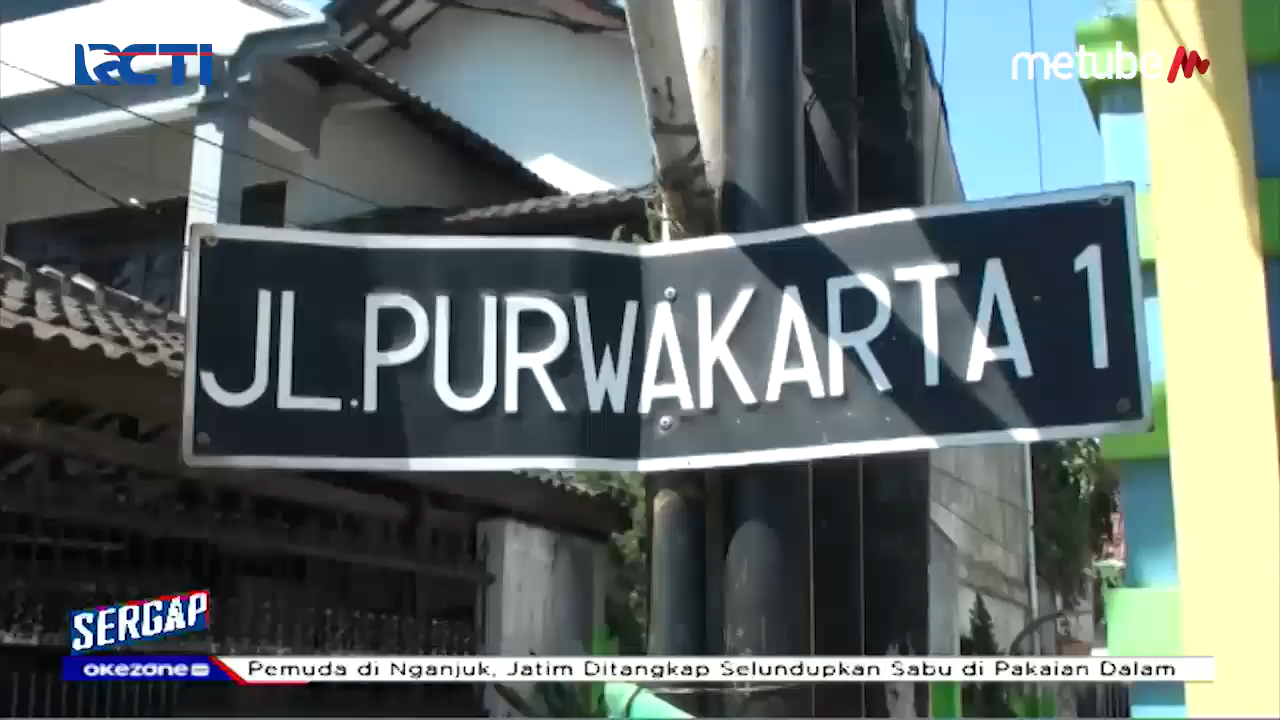 RCTI
metube
JL.PURWAKARTA 1
SERGAP
OKEZONE
Pemuda di Nganjuk, Jatim Ditangkap Selundupkan Sabu di Pakaian Dalam